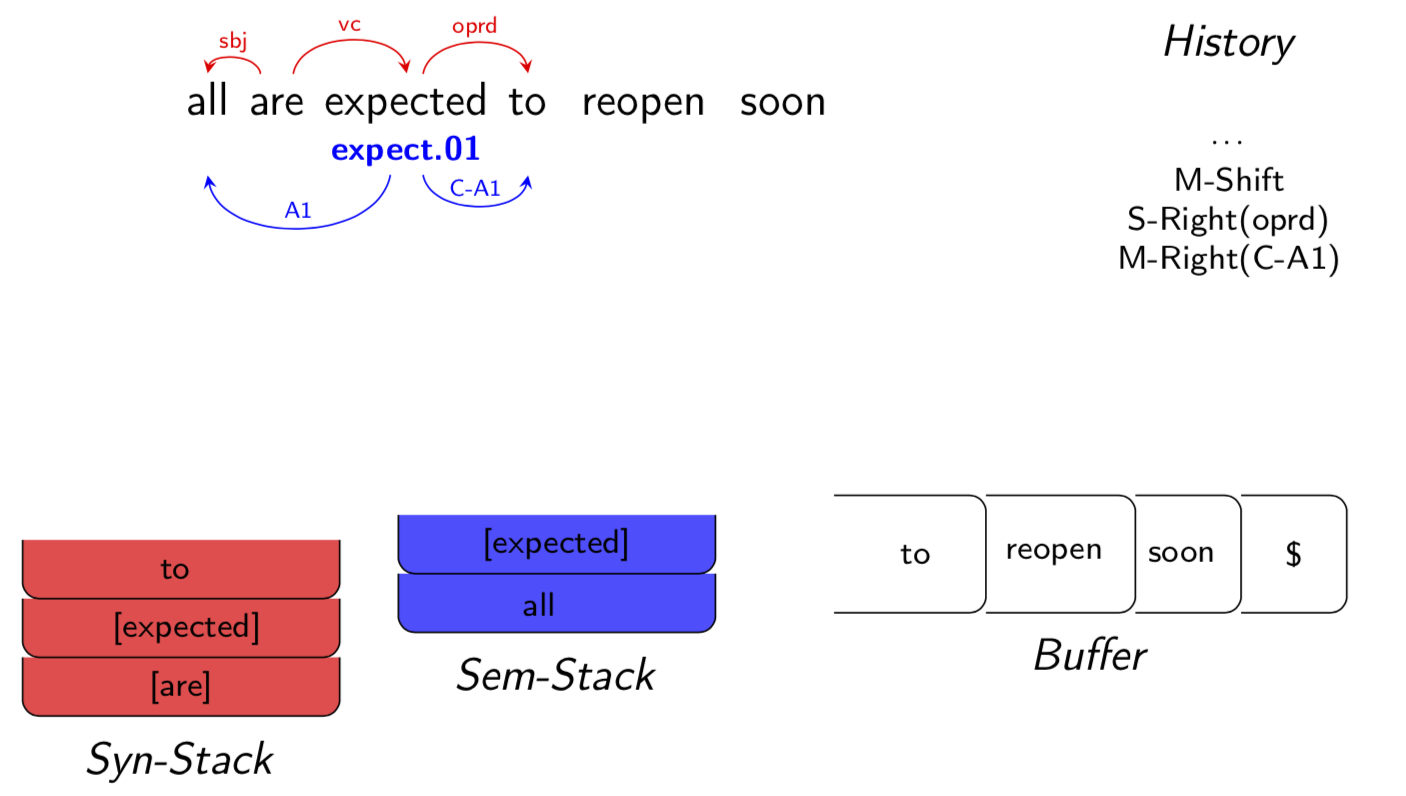 sbj vc oprd
all are expected to reopen soon
expect.01
A1 C-A1
History
...
M-Shift
S-Right(oprd)
M-Right(C-A1)
to
[expected]
[are]
Syn-Stack
[expected]
all
Sem-Stack
to reopen soon $
Buffer